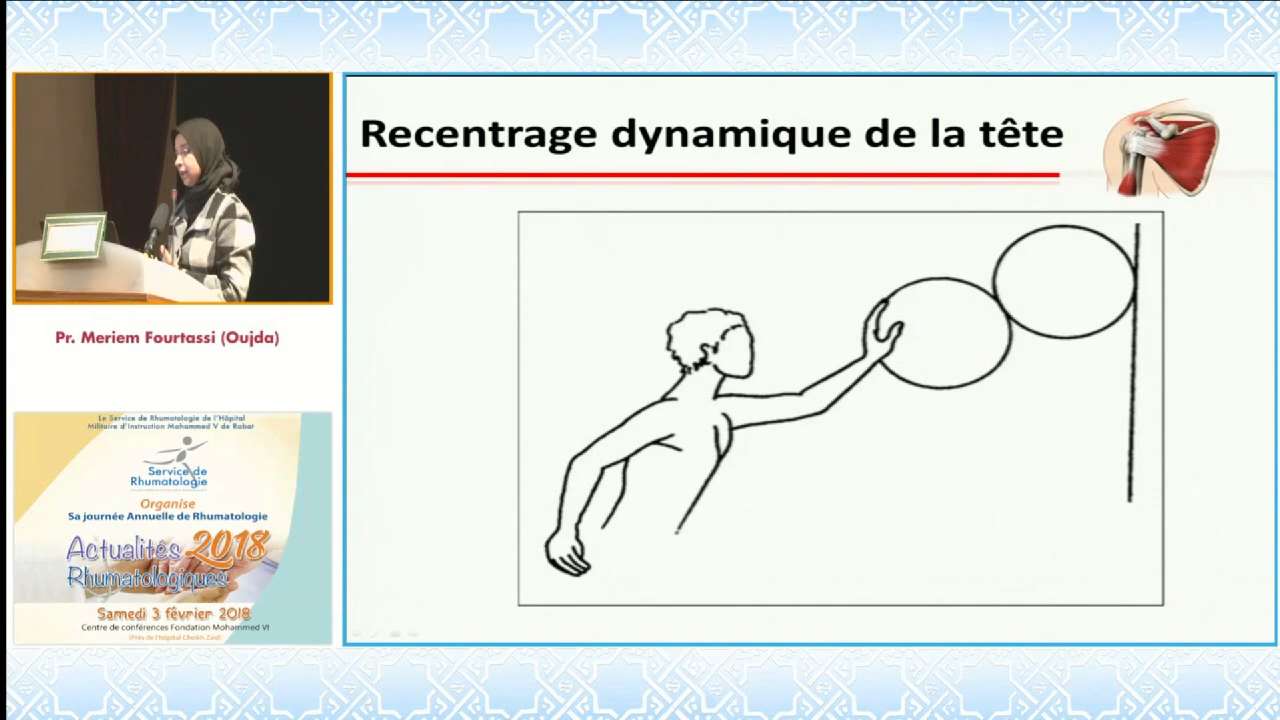 Recentrage dynamique de la tête
Pr. Meriem Fourtassi (Oujda)
Le Service de Rhumatologie de l'Hôpital
Militaire d'Instruction Mohammed V de Rabat
Service de
Rhumatologie
Organise
Sa journée Annuelle de Rhumatologie
Actualités 2018
Rhumatologiques
Samedi 3 février 2018
Centre de conférences Fondation Mohammed VI
(Près de l'hôpital Cheikh Zaid)